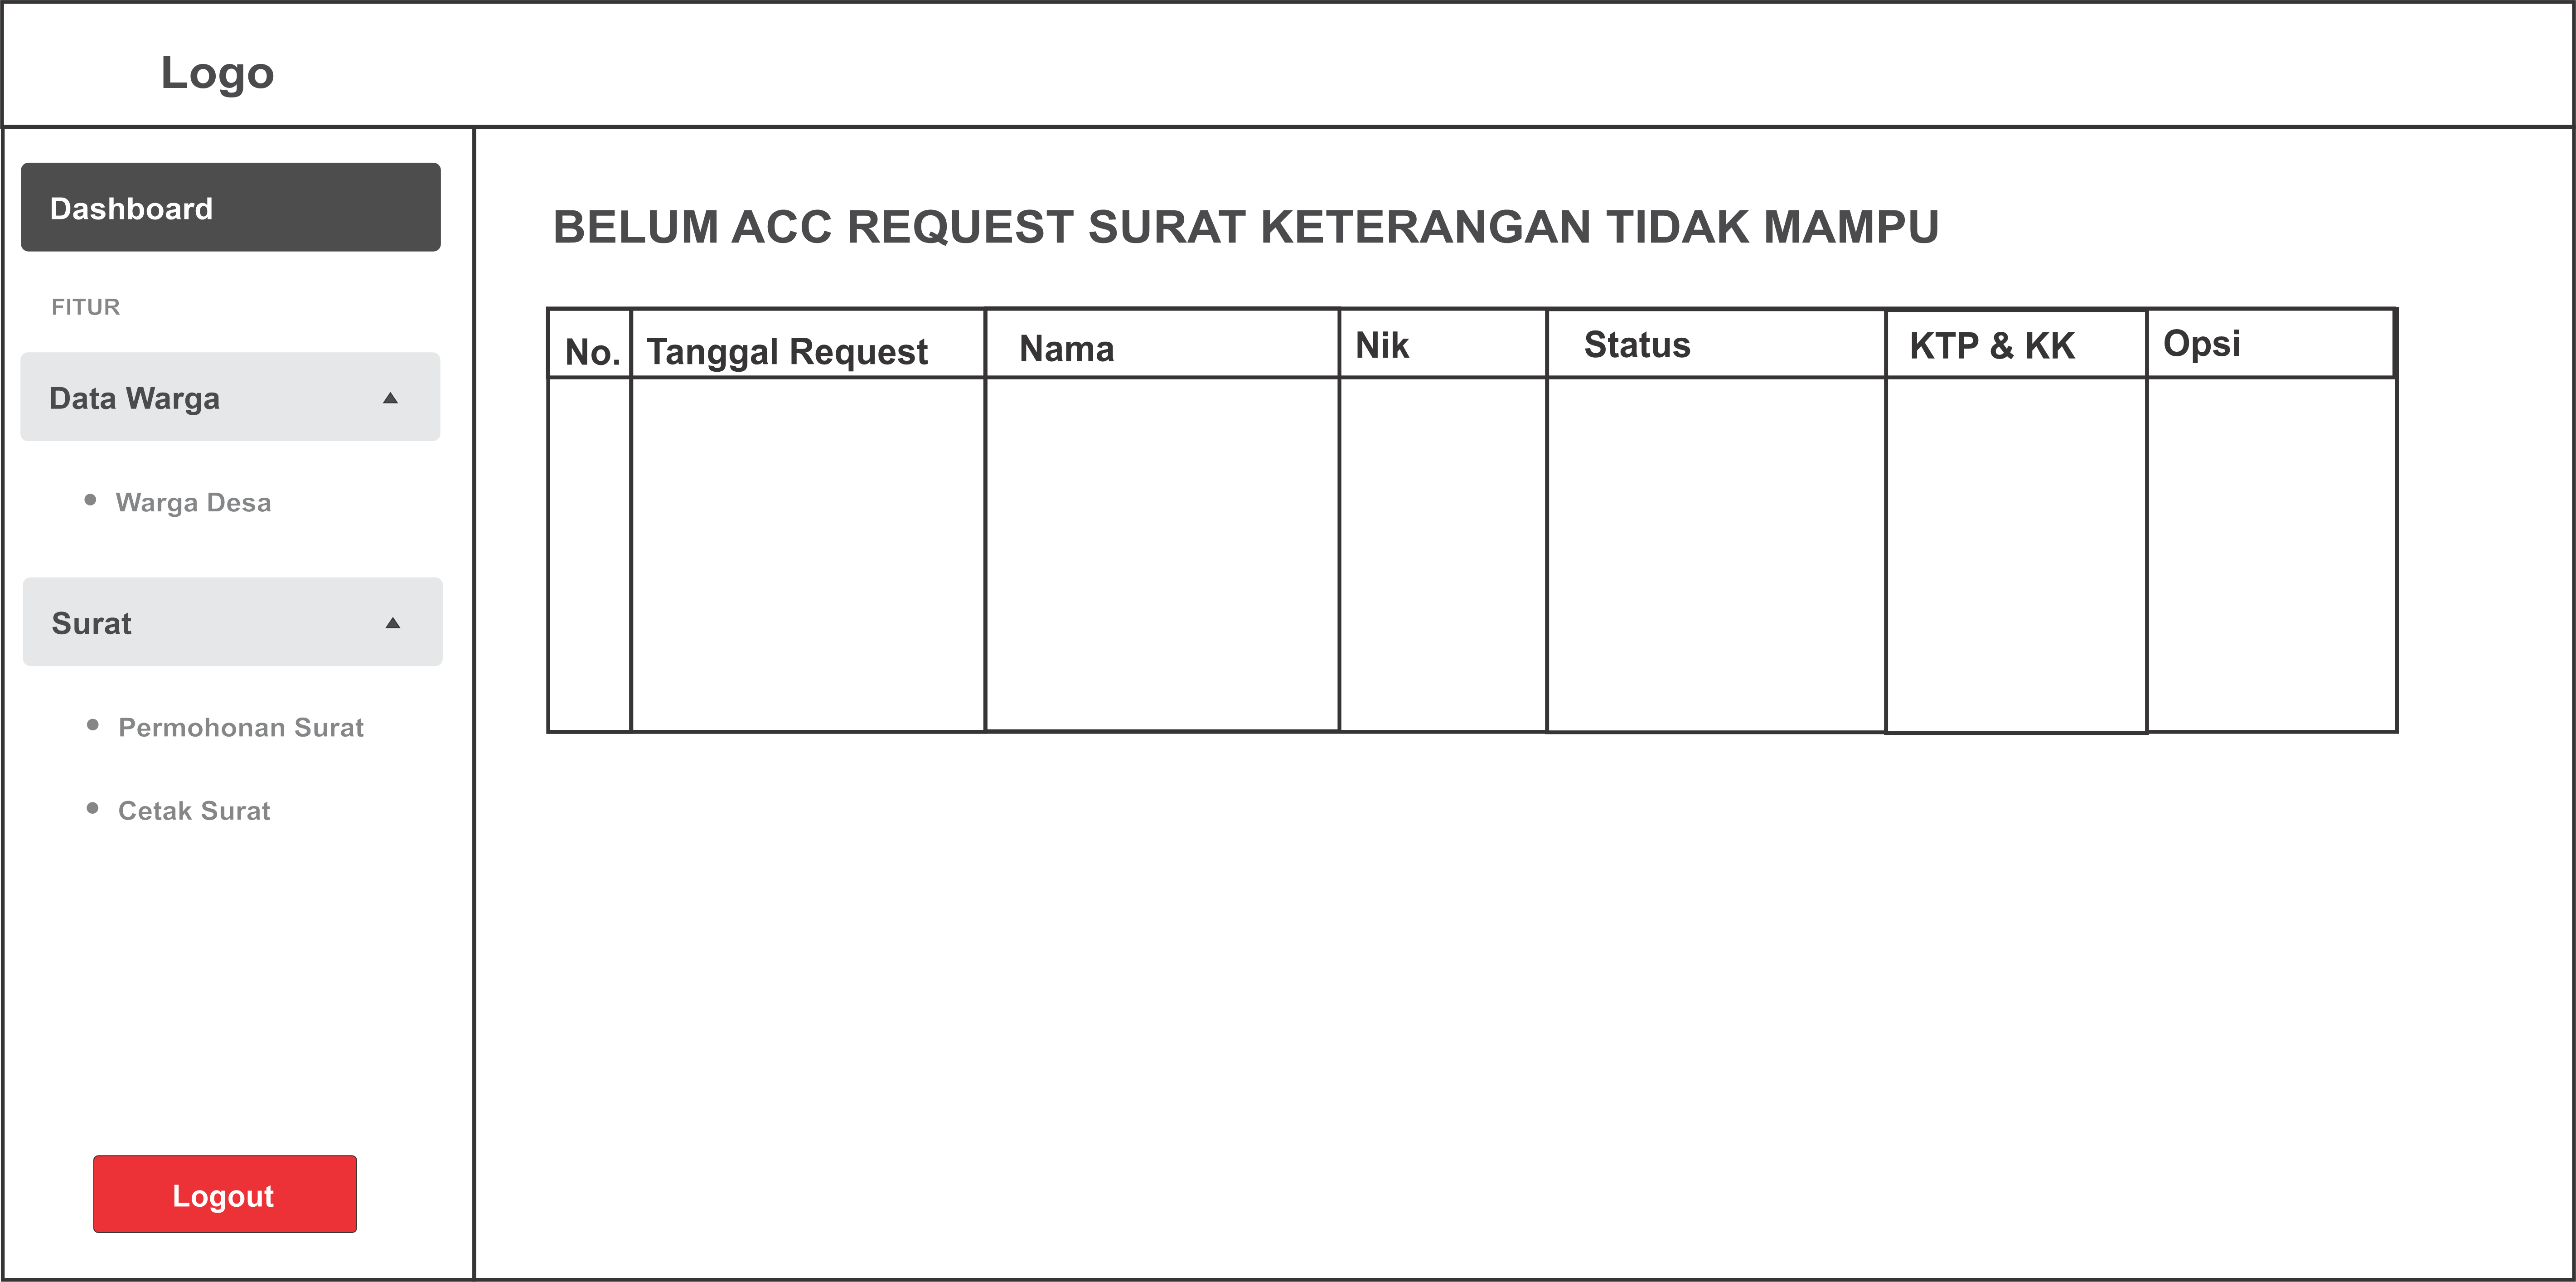 Logo
Dashboard
FITUR
Data Warga
Warga Desa
Surat
Permohonan Surat
Cetak Surat
Logout
BELUM ACC REQUEST SURAT KETERANGAN TIDAK MAMPU
No. Tanggal Request Nama Nik Status KTP & KK Opsi